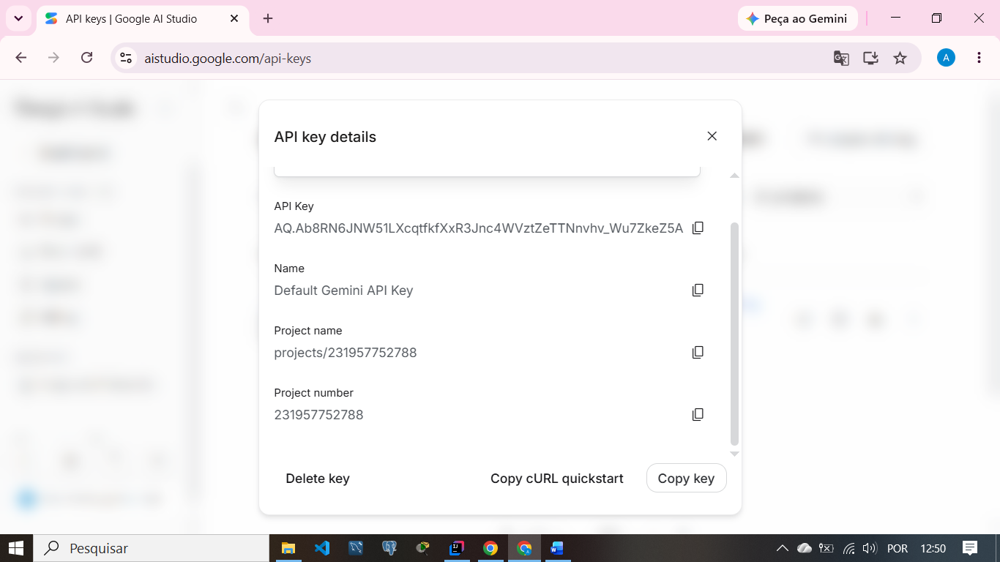 API keys | Google AI Studio
Peça ao Gemini
aistudio.google.com/api-keys
A
API key details
API Key
AQ.Ab8RN6JNW51LXcqtfkfXxR3Jnc4WVztZeTTNnvhv_Wu7ZkeZ5A
Name
Default Gemini API Key
Project name
projects/231957752788
Project number
231957752788
Delete key
Copy cURL quickstart
Copy key
Pesquisar
POR
12:50